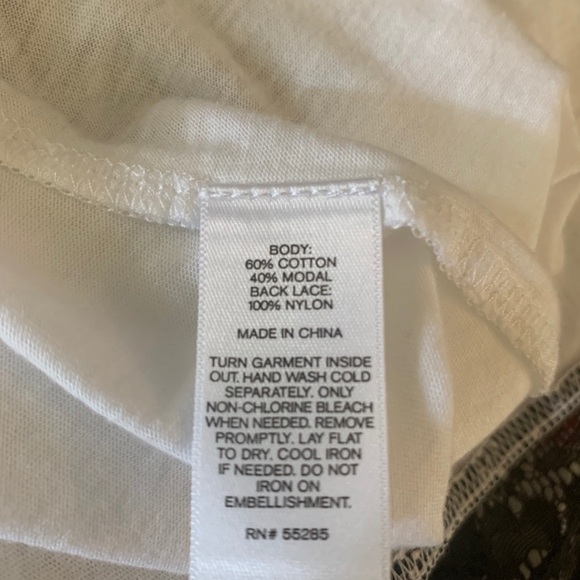 BODY:
60% COTTON
40% MODAL
BACK LACE:
100% NYLON
MADE IN CHINA
TURN GARMENT INSIDE
OUT. HAND WASH COLD
SEPARATELY. ONLY
NON-CHLORINE BLEACH
WHEN NEEDED. REMOVE
PROMPTLY. LAY FLAT
TO DRY. COOL IRON
IF NEEDED. DO NOT
IRON ON
EMBELLISHMENT.
RN# 55285